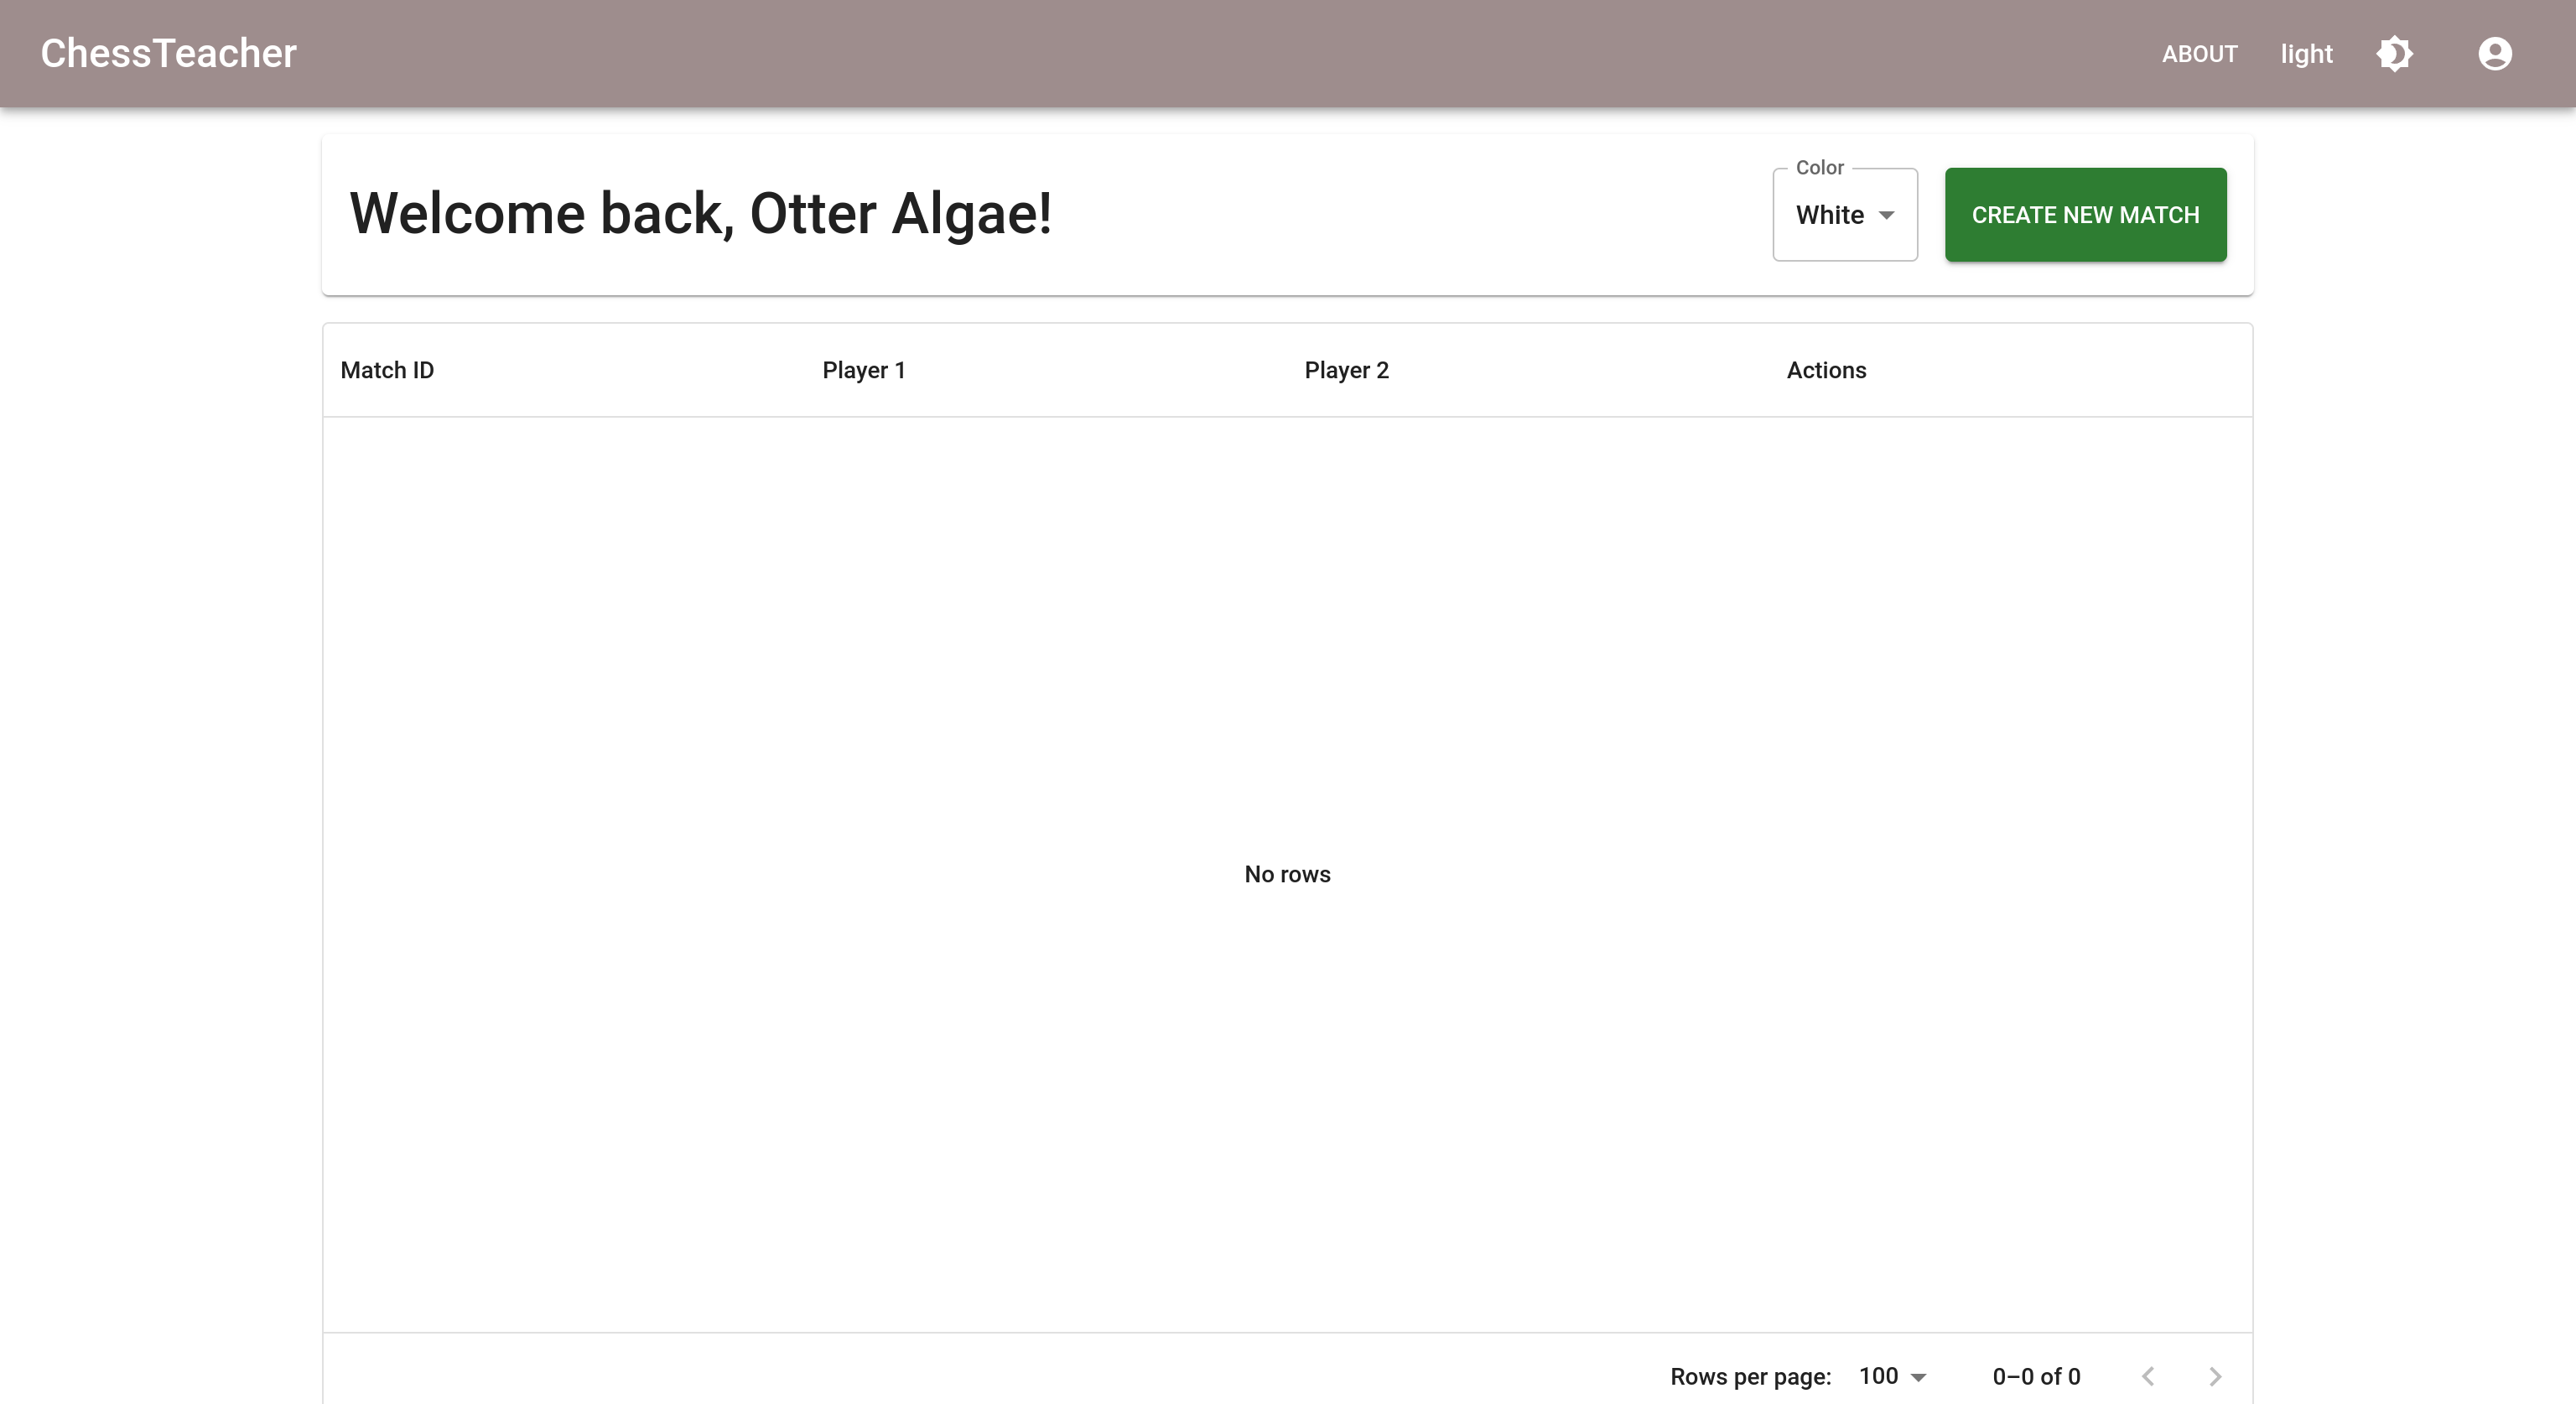 ChessTeacher ABOUT light
Color
Welcome back, Otter Algae! White CREATE NEW MATCH
Match ID Player 1 Player 2 Actions
No rows
Rows per page: 100 0–0 of 0